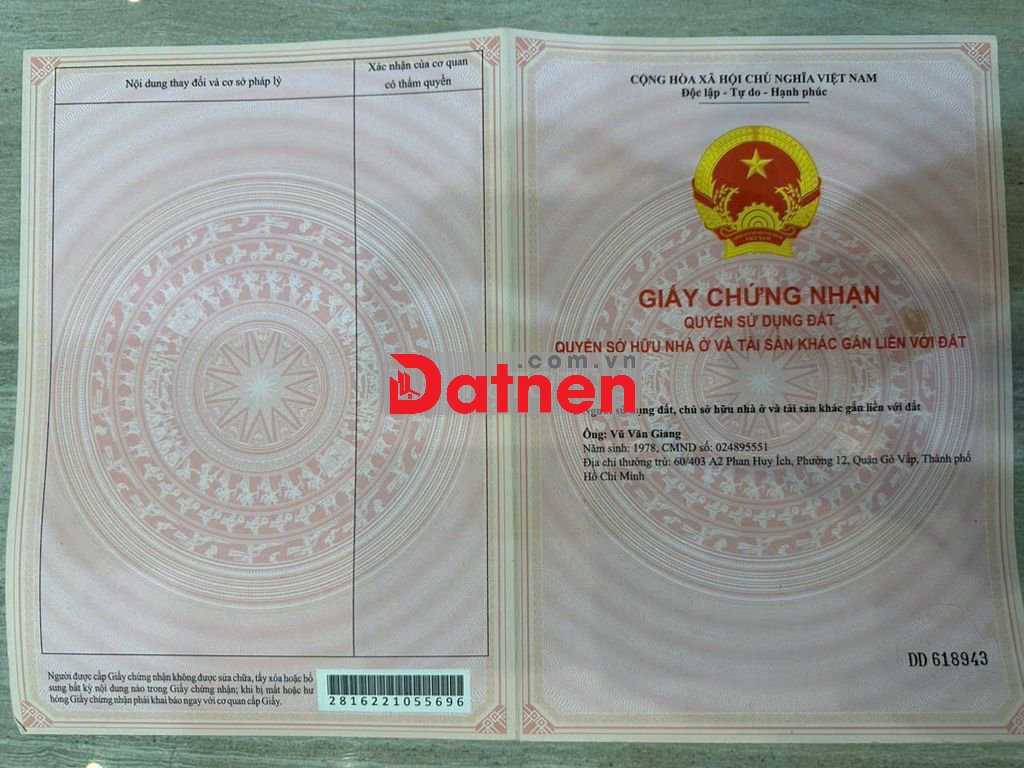 Nội dung thay đổi và cơ sở pháp lý
Xác nhận của cơ quan
có thẩm quyền
Người được cấp Giấy chứng nhận không được sửa chữa, tẩy xóa hoặc bổ
sung bất kỳ nội dung nào trong Giấy chứng nhận; khi bị mất hoặc hư
hỏng Giấy chứng nhận phải khai báo ngay với cơ quan cấp Giấy.
2816221055696
CỘNG HÒA XÃ HỘI CHỦ NGHĨA VIỆT NAM
Độc lập - Tự do - Hạnh phúc
VIỆT NAM
GIẤY CHỨNG NHẬN
QUYỀN SỬ DỤNG ĐẤT
QUYỀN SỞ HỮU NHÀ Ở VÀ TÀI SẢN KHÁC GẮN LIỀN VỚI ĐẤT
.com.vn
Datnen
Người sử dụng đất, chủ sở hữu nhà ở và tài sản khác gắn liền với đất
Ông: Vũ Văn Giang
Năm sinh: 1978, CMND số: 024895551
Địa chỉ thường trú: 60/403 A2 Phan Huy Ích, Phường 12, Quận Gò Vấp, Thành phố
Hồ Chí Minh
DD 618943